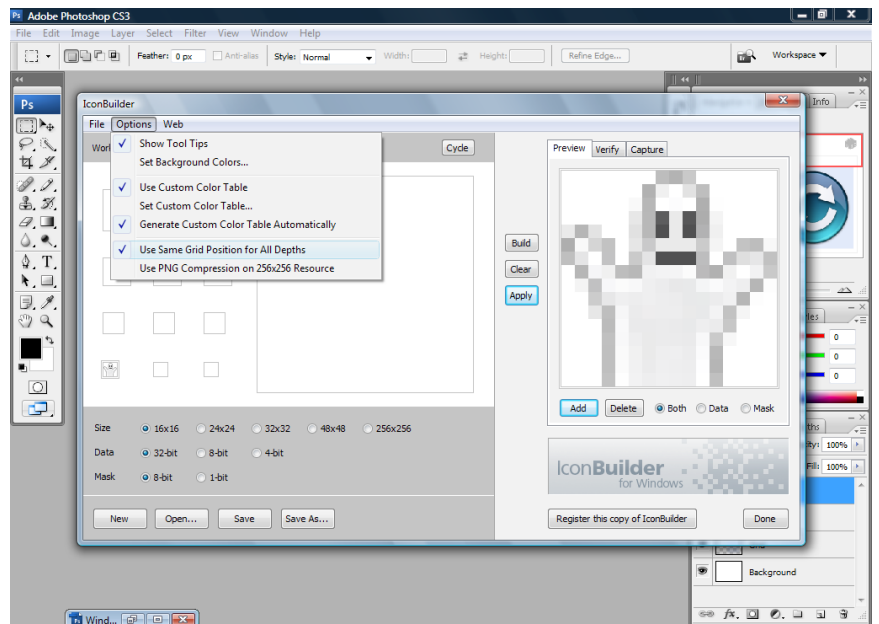 Ps Adobe Photoshop CS3
File Edit Image Layer Select Filter View Window Help
Feather: 0 px Anti-alias Style: Normal Width: Height: Refine Edge... Workspace
Ps
IconBuilder
Info
File Options Web
Show Tool Tips
Set Background Colors...
Use Custom Color Table
Set Custom Color Table...
Generate Custom Color Table Automatically
Use Same Grid Position for All Depths
Use PNG Compression on 256x256 Resource
Cycle
Preview Verify Capture
Build
Clear
Apply
0
0
0
Add Delete Both Data Mask
Size 16x16 24x24 32x32 48x48 256x256
Data 32-bit 8-bit 4-bit
Mask 8-bit 1-bit
100%
Fill: 100%
IconBuilder
for Windows
New Open... Save Save As...
Register this copy of IconBuilder Done
Background
Wind...